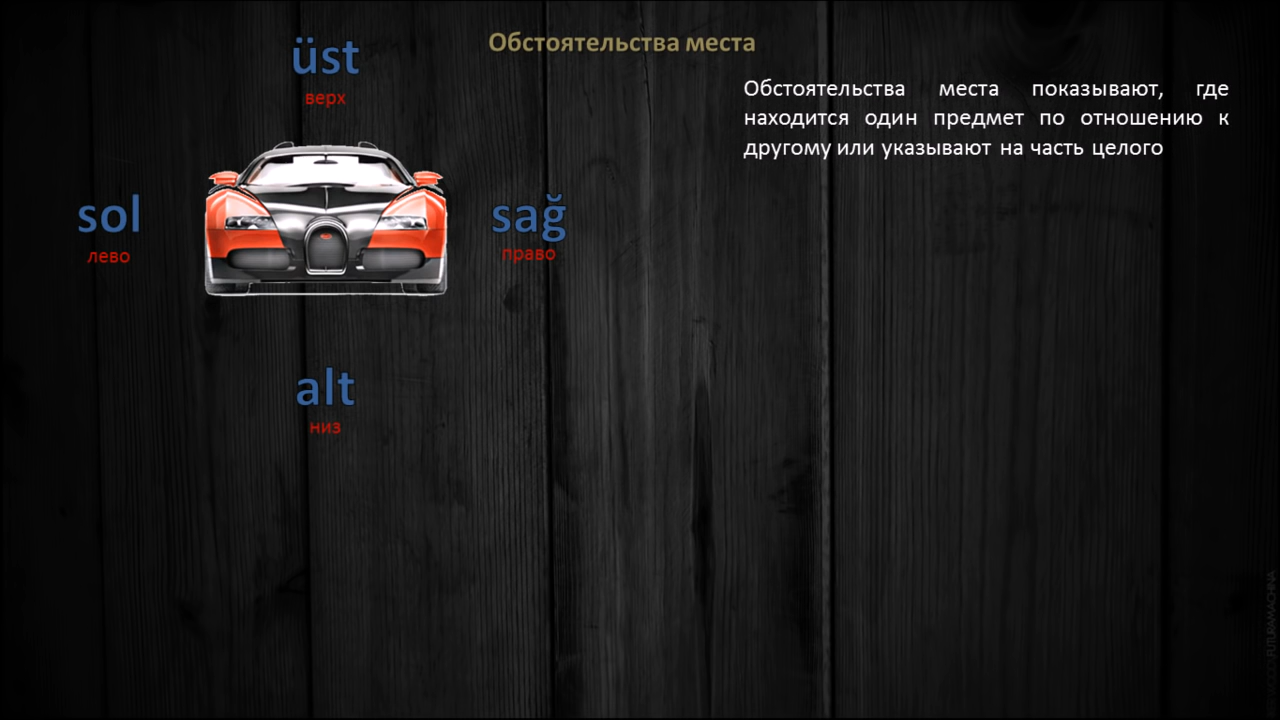 Обстоятельства места
üst
верх
Обстоятельства места показывают, где
находится один предмет по отношению к
другому или указывают на часть целого
sol
лево
sağ
право
alt
низ